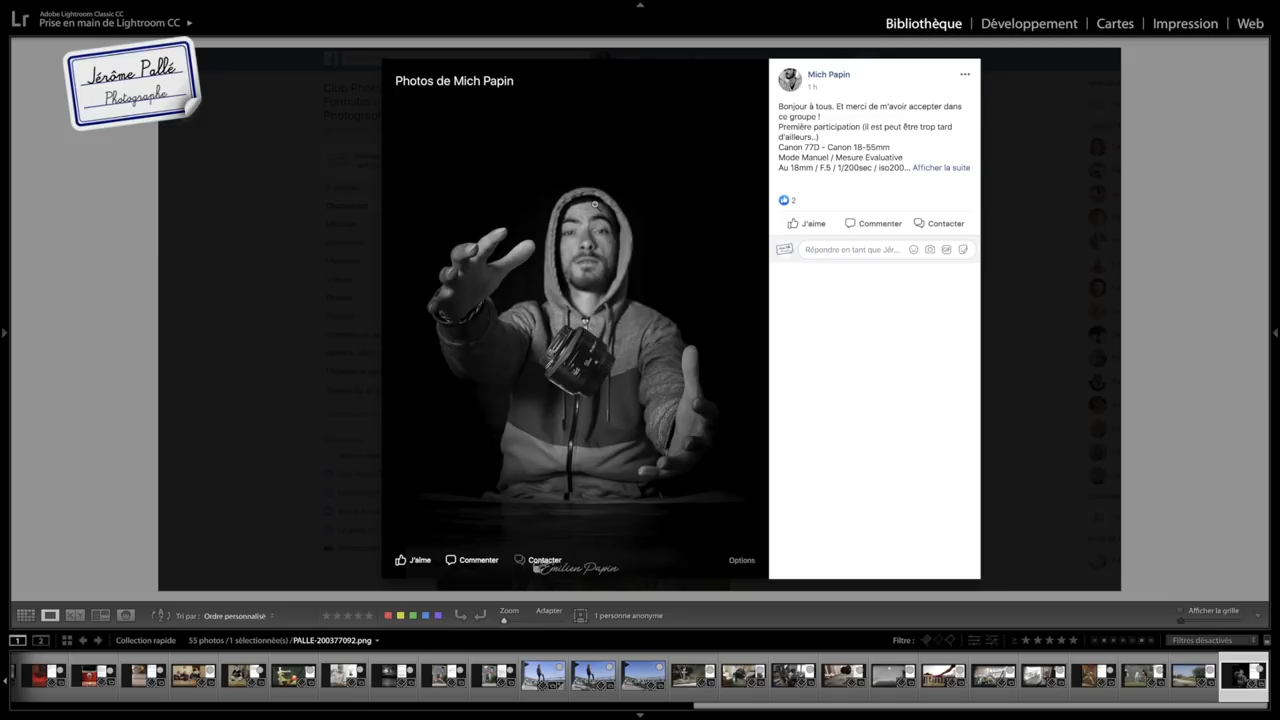 Lr
Adobe Lightroom Classic CC
Prise en main de Lightroom CC
Bibliothèque | Développement | Cartes | Impression | Web
Jérôme Pallé
Photographe
Photos de Mich Papin
Mich Papin
1 h
Bonjour à tous. Et merci de m'avoir accepter dans
ce groupe !
Première participation (il est peut être trop tard
d'ailleurs..)
Canon 77D - Canon 18-55mm
Mode Manuel / Mesure Evaluative
Au 18mm / F.5 / 1/200sec / iso200... Afficher la suite
2
J'aime Commenter Contacter
Répondre en tant que Jér...
J'aime Commenter Contacter
Options
Emilien Papin
Tri par : Ordre personnalisé
Zoom Adapter
1 personne anonyme
Afficher la grille
1 2
Collection rapide 55 photos / 1 sélectionnée(s) / PALLE-200377092.png
Filtre :
Filtres désactivés